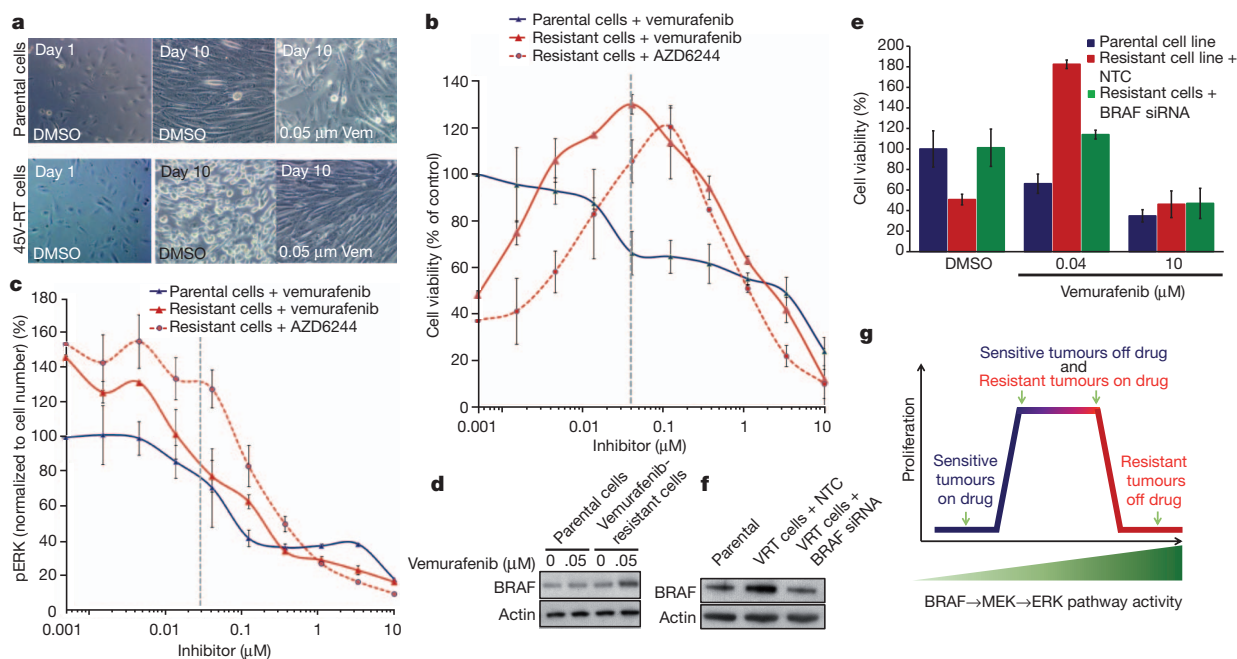 a
Parental cells
Day 1
DMSO
Day 10
DMSO
Day 10
0.05 µm Vem
45V-RT cells
Day 1
DMSO
Day 10
DMSO
Day 10
0.05 µm Vem
b
Parental cells + vemurafenib
Resistant cells + vemurafenib
Resistant cells + AZD6244
Cell viability (% of control)
140
120
100
80
60
40
20
0
0.001
0.01
0.1
1
10
Inhibitor (µM)
c
Parental cells + vemurafenib
Resistant cells + vemurafenib
Resistant cells + AZD6244
pERK (normalized to cell number) (%)
180
160
140
120
100
80
60
40
20
0
0.001
0.01
0.1
1
10
Inhibitor (µM)
d
Parental cells
Vemurafenib-
resistant cells
Vemurafenib (µM)
0 .05 0 .05
BRAF
Actin
e
Parental cell line
Resistant cell line +
NTC
Resistant cells +
BRAF siRNA
Cell viability (%)
200
180
160
140
120
100
80
60
40
20
0
DMSO
0.04
10
Vemurafenib (µM)
f
Parental
VRT cells + NTC
VRT cells +
BRAF siRNA
BRAF
Actin
g
Proliferation
Sensitive tumours off drug
and
Resistant tumours on drug
Sensitive
tumours
on drug
Resistant
tumours
off drug
BRAF→MEK→ERK pathway activity